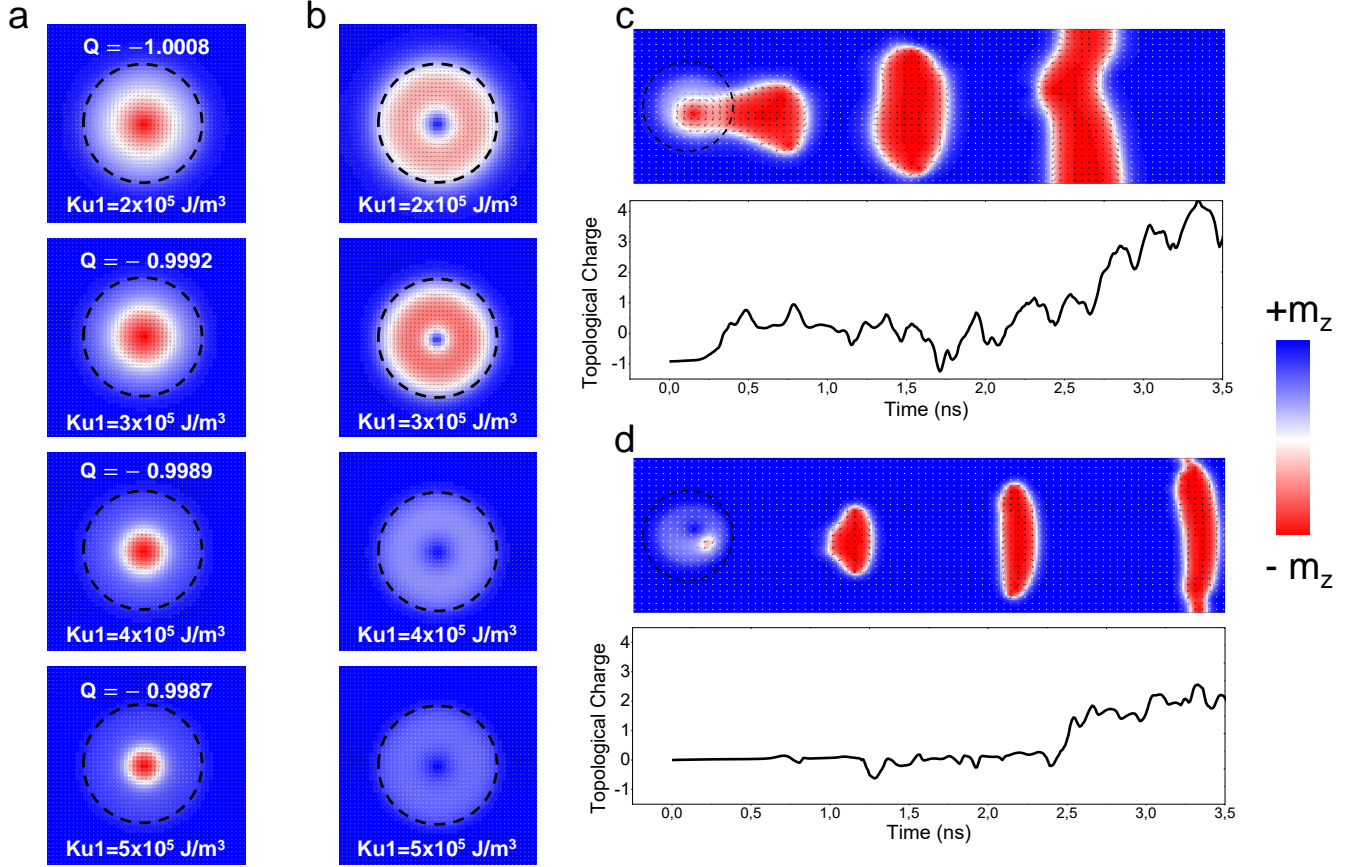 a
Q = −1.0008
Ku1=2x10⁵ J/m³
Q = − 0.9992
Ku1=3x10⁵ J/m³
Q = − 0.9989
Ku1=4x10⁵ J/m³
Q = − 0.9987
Ku1=5x10⁵ J/m³
b
Ku1=2x10⁵ J/m³
Ku1=3x10⁵ J/m³
Ku1=4x10⁵ J/m³
Ku1=5x10⁵ J/m³
c
Topological Charge
4
3
2
1
0
-1
0,0 0,5 1,0 1,5 2,0 2,5 3,0 3,5
Time (ns)
d
Topological Charge
4
3
2
1
0
-1
0,0 0,5 1,0 1,5 2,0 2,5 3,0 3,5
Time (ns)
+mz
- mz